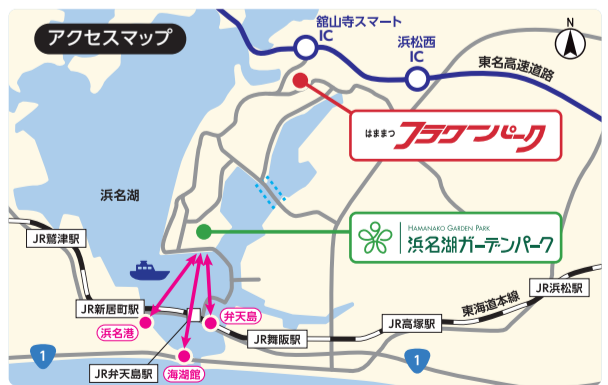 アクセスマップ
舘山寺スマート
IC
浜松西
IC
N
東名高速道路
はままつ
フラワーパーク
浜名湖
HAMANAKO GARDEN PARK
浜名湖ガーデンパーク
JR鷲津駅
JR浜松駅
JR新居町駅
東海道本線
弁天島
浜名港
JR高塚駅
JR舞阪駅
1
JR弁天島駅
海湖館
1